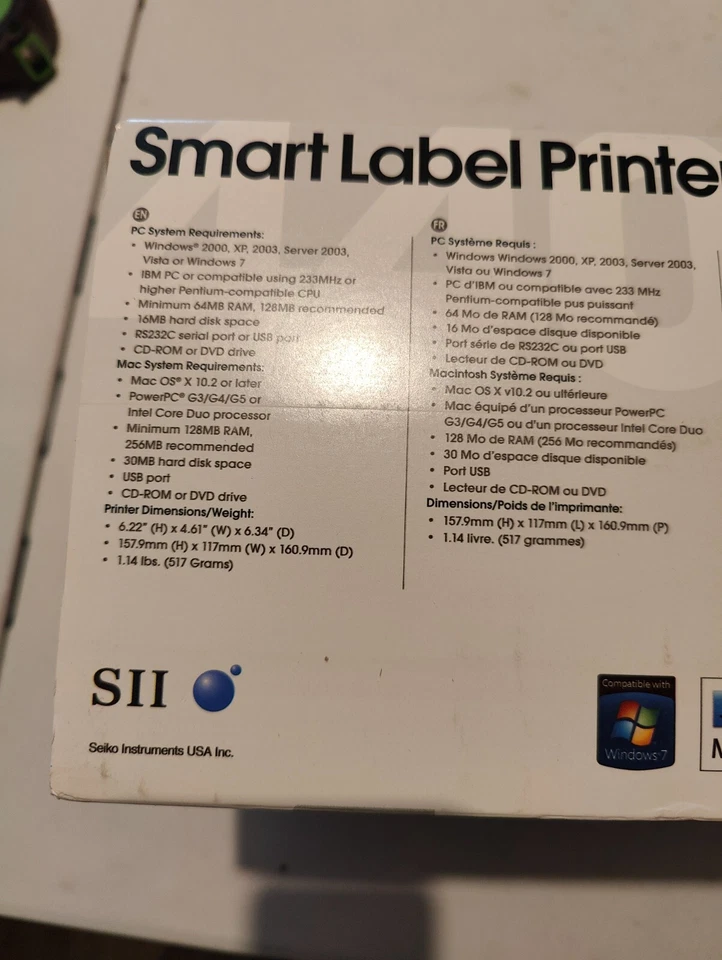 440
Smart Label Printe
EN
PC System Requirements:
• Windows® 2000, XP, 2003, Server 2003,
Vista or Windows 7
• IBM PC or compatible using 233MHz or
higher Pentium-compatible CPU
• Minimum 64MB RAM, 128MB recommended
• 16MB hard disk space
• RS232C serial port or USB port
• CD-ROM or DVD drive
Mac System Requirements:
• Mac OS® X 10.2 or later
• PowerPC® G3/G4/G5 or
Intel Core Duo processor
• Minimum 128MB RAM,
256MB recommended
• 30MB hard disk space
• USB port
• CD-ROM or DVD drive
Printer Dimensions/Weight:
• 6.22" (H) x 4.61" (W) x 6.34" (D)
• 157.9mm (H) x 117mm (W) x 160.9mm (D)
• 1.14 lbs. (517 Grams)
FR
PC Système Requis :
• Windows Windows 2000, XP, 2003, Server 2003,
Vista ou Windows 7
• PC d'IBM ou compatible avec 233 MHz
Pentium-compatible pus puissant
• 64 Mo de RAM (128 Mo recommandé)
• 16 Mo d'espace disque disponible
• Port série de RS232C ou port USB
• Lecteur de CD-ROM ou DVD
Macintosh Système Requis :
• Mac OS X v10.2 ou ultérieure
• Mac équipé d'un processeur PowerPC
G3/G4/G5 ou d'un processeur Intel Core Duo
• 128 Mo de RAM (256 Mo recommandés)
• 30 Mo d'espace disque disponible
• Port USB
• Lecteur de CD-ROM ou DVD
Dimensions/Poids de l'imprimante:
• 157.9mm (H) x 117mm (L) x 160.9mm (P)
• 1.14 livre. (517 grammes)
SII
Seiko Instruments USA Inc.
Compatible with
Windows 7